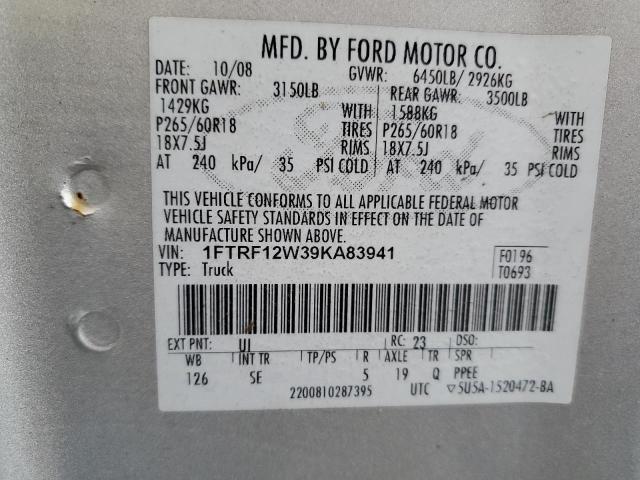 MFD. BY FORD MOTOR CO.
DATE: 10/08 GVWR: 6450LB/ 2926KG
FRONT GAWR: 3150LB REAR GAWR: 3500LB
1429KG WITH 1588KG WITH
P265/60R18 TIRES P265/60R18 TIRES
18X7.5J RIMS 18X7.5J RIMS
AT 240 kPa/ 35 PSI COLD AT 240 kPa/ 35 PSI COLD
THIS VEHICLE CONFORMS TO ALL APPLICABLE FEDERAL MOTOR
VEHICLE SAFETY STANDARDS IN EFFECT ON THE DATE OF
MANUFACTURE SHOWN ABOVE.
VIN: 1FTRF12W39KA83941 F0196
TYPE: Truck T0693
EXT PNT: UI RC: 23 DSO:
WB INT TR TP/PS R AXLE TR SPR
126 SE 5 19 Q PPEE
2200810287395 UTC ▽5U5A-1520472-BA